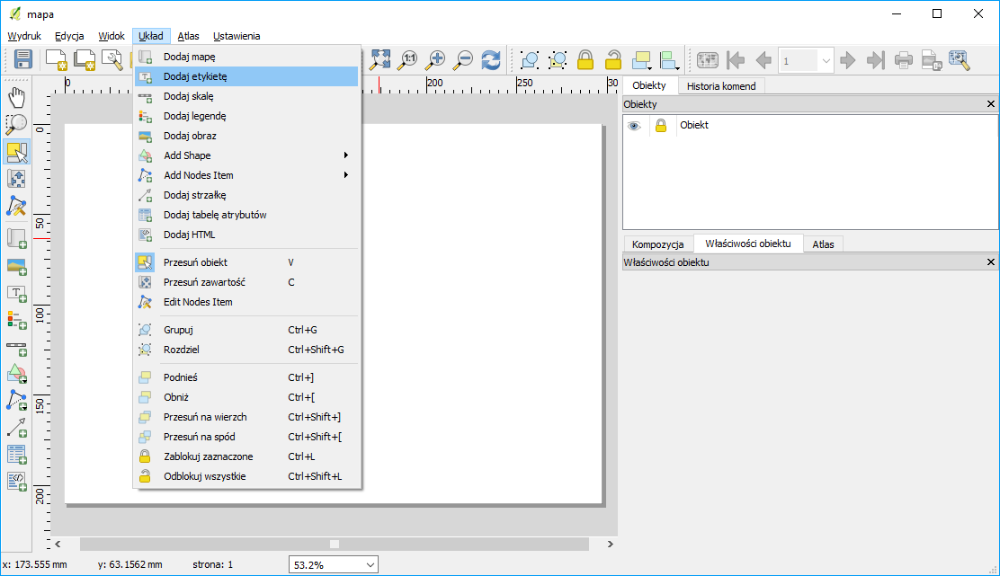 mapa
Wydruk Edycja Widok Układ Atlas Ustawienia
Dodaj mapę
Dodaj etykietę
Dodaj skalę
Dodaj legendę
Dodaj obraz
Add Shape
Add Nodes Item
Dodaj strzałkę
Dodaj tabelę atrybutów
Dodaj HTML
Przesuń obiekt V
Przesuń zawartość C
Edit Nodes Item
Grupuj Ctrl+G
Rozdziel Ctrl+Shift+G
Podnieś Ctrl+]
Obniż Ctrl+[
Przesuń na wierzch Ctrl+Shift+]
Przesuń na spód Ctrl+Shift+[
Zablokuj zaznaczone Ctrl+L
Odblokuj wszystkie Ctrl+Shift+L
1:1
1
0 200 250 30
0
50
100
150
200
Obiekty Historia komend
Obiekty
Obiekt
Kompozycja Właściwości obiektu Atlas
Właściwości obiektu
x: 173.555 mm y: 63.1562 mm strona: 1 53.2%